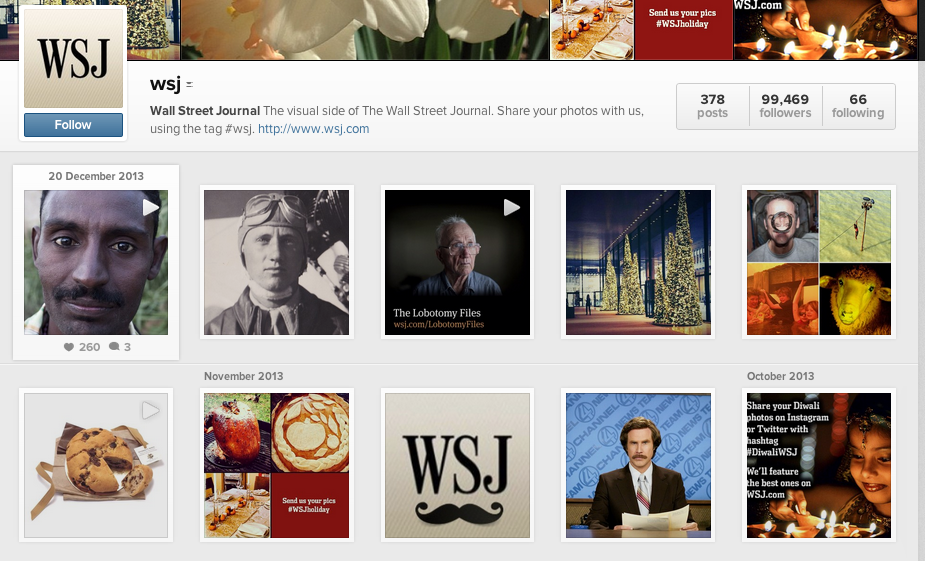 Send us your pics
#WSJholiday
WSJ.com
WSJ
Follow
wsj
Wall Street Journal The visual side of The Wall Street Journal. Share your photos with us,
using the tag #wsj. http://www.wsj.com
378
posts
99,469
followers
66
following
20 December 2013
The Lobotomy Files
wsj.com/LobotomyFiles
260
3
November 2013
October 2013
Send us your pics
#WSJholiday
WSJ
CHANNEL
NEWS TEAM
Share your Diwali
photos on Instagram
or Twitter with
hashtag
#DiwaliWSJ
We'll feature
the best ones on
WSJ.com